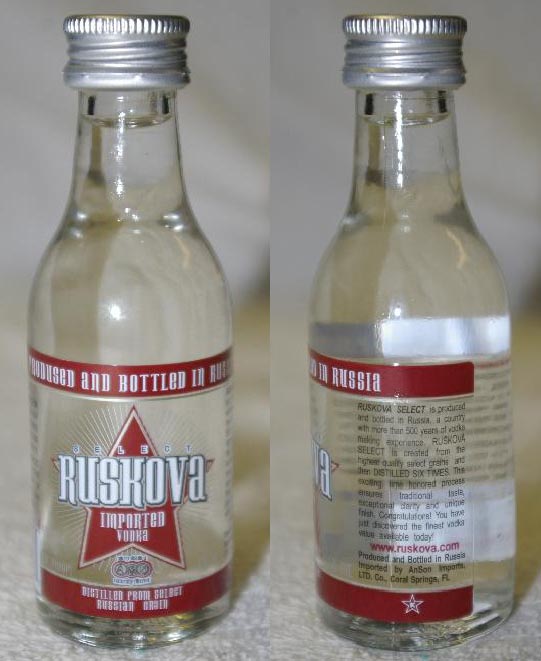 PRODUSED AND BOTTLED IN RUS
SELECT
RUSKOVA
IMPORTED
VODKA
DISTILLED FROM SELECT
RUSSIAN GRAIN
ED IN RUSSIA
RUSKOVA SELECT is produced
and bottled in Russia, a country
with more than 500 years of vodka
making experience. RUSKOVA
SELECT is created from the
highest quality select grains and
then DISTILLED SIX TIMES. This
exciting, time honored process
ensures traditional taste,
exceptional clarity and unique
finish. Congratulations! You have
just discovered the finest vodka
value available today!
www.ruskova.com
Produced and Bottled in Russia
Imported by AnSon Imports,
LTD. Co., Coral Springs, FL